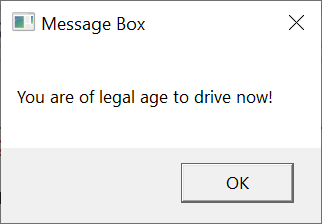 Message Box
You are of legal age to drive now!
OK